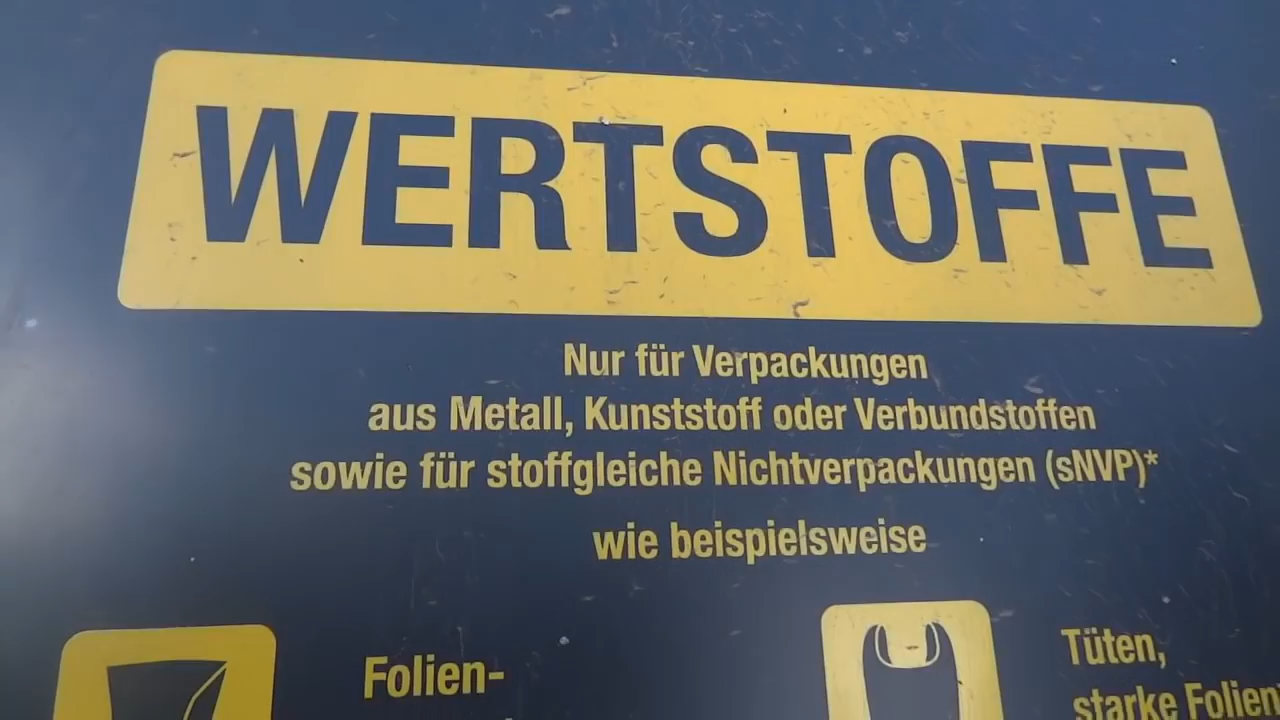 WERTSTOFFE
Nur für Verpackungen
aus Metall, Kunststoff oder Verbundstoffen
sowie für stoffgleiche Nichtverpackungen (sNVP)*
wie beispielsweise
Folien-
Tüten,
starke Folien